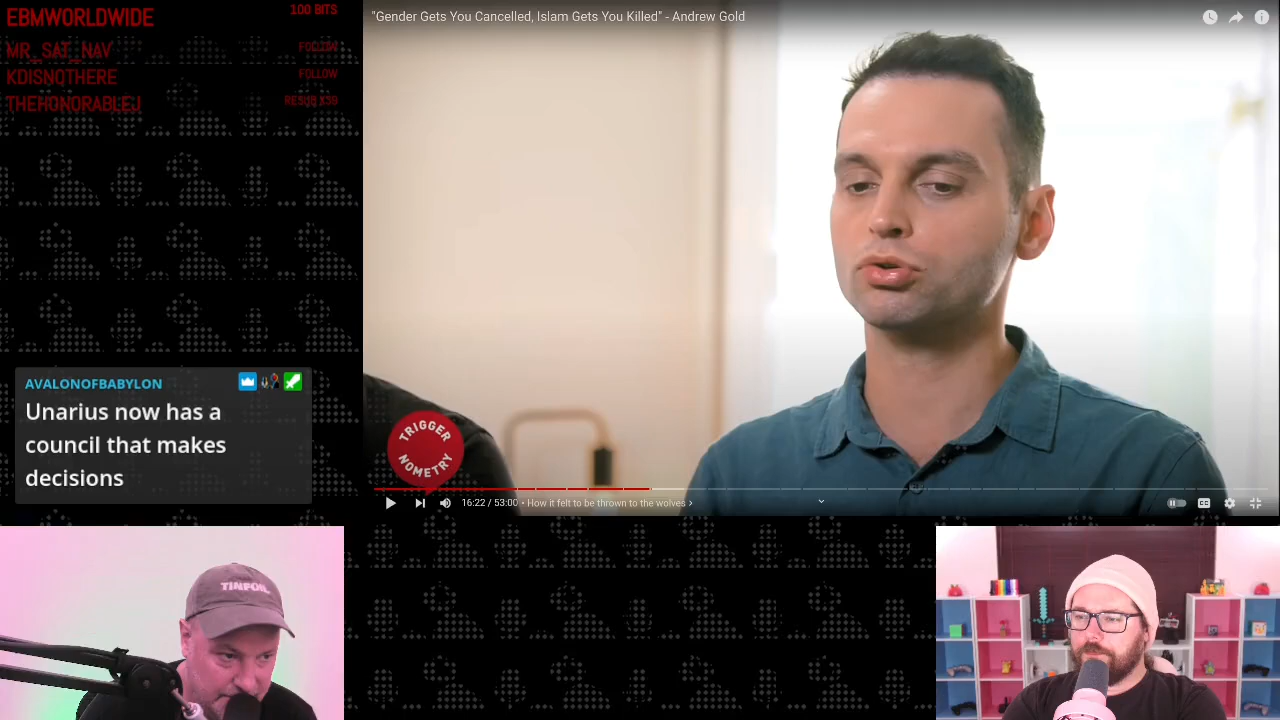 EBMWORLDWIDE 100 BITS
MR_SAT_NAV FOLLOW
KDISNOTHERE FOLLOW
THEHONORABLEJ RESUB X50
"Gender Gets You Cancelled, Islam Gets You Killed" - Andrew Gold
AVALONOFBABYLON
Unarius now has a
council that makes
decisions
TRIGGER
NOMETRY
16:22 / 53:00 • How it felt to be thrown to the wolves >
CC
TINFOIL